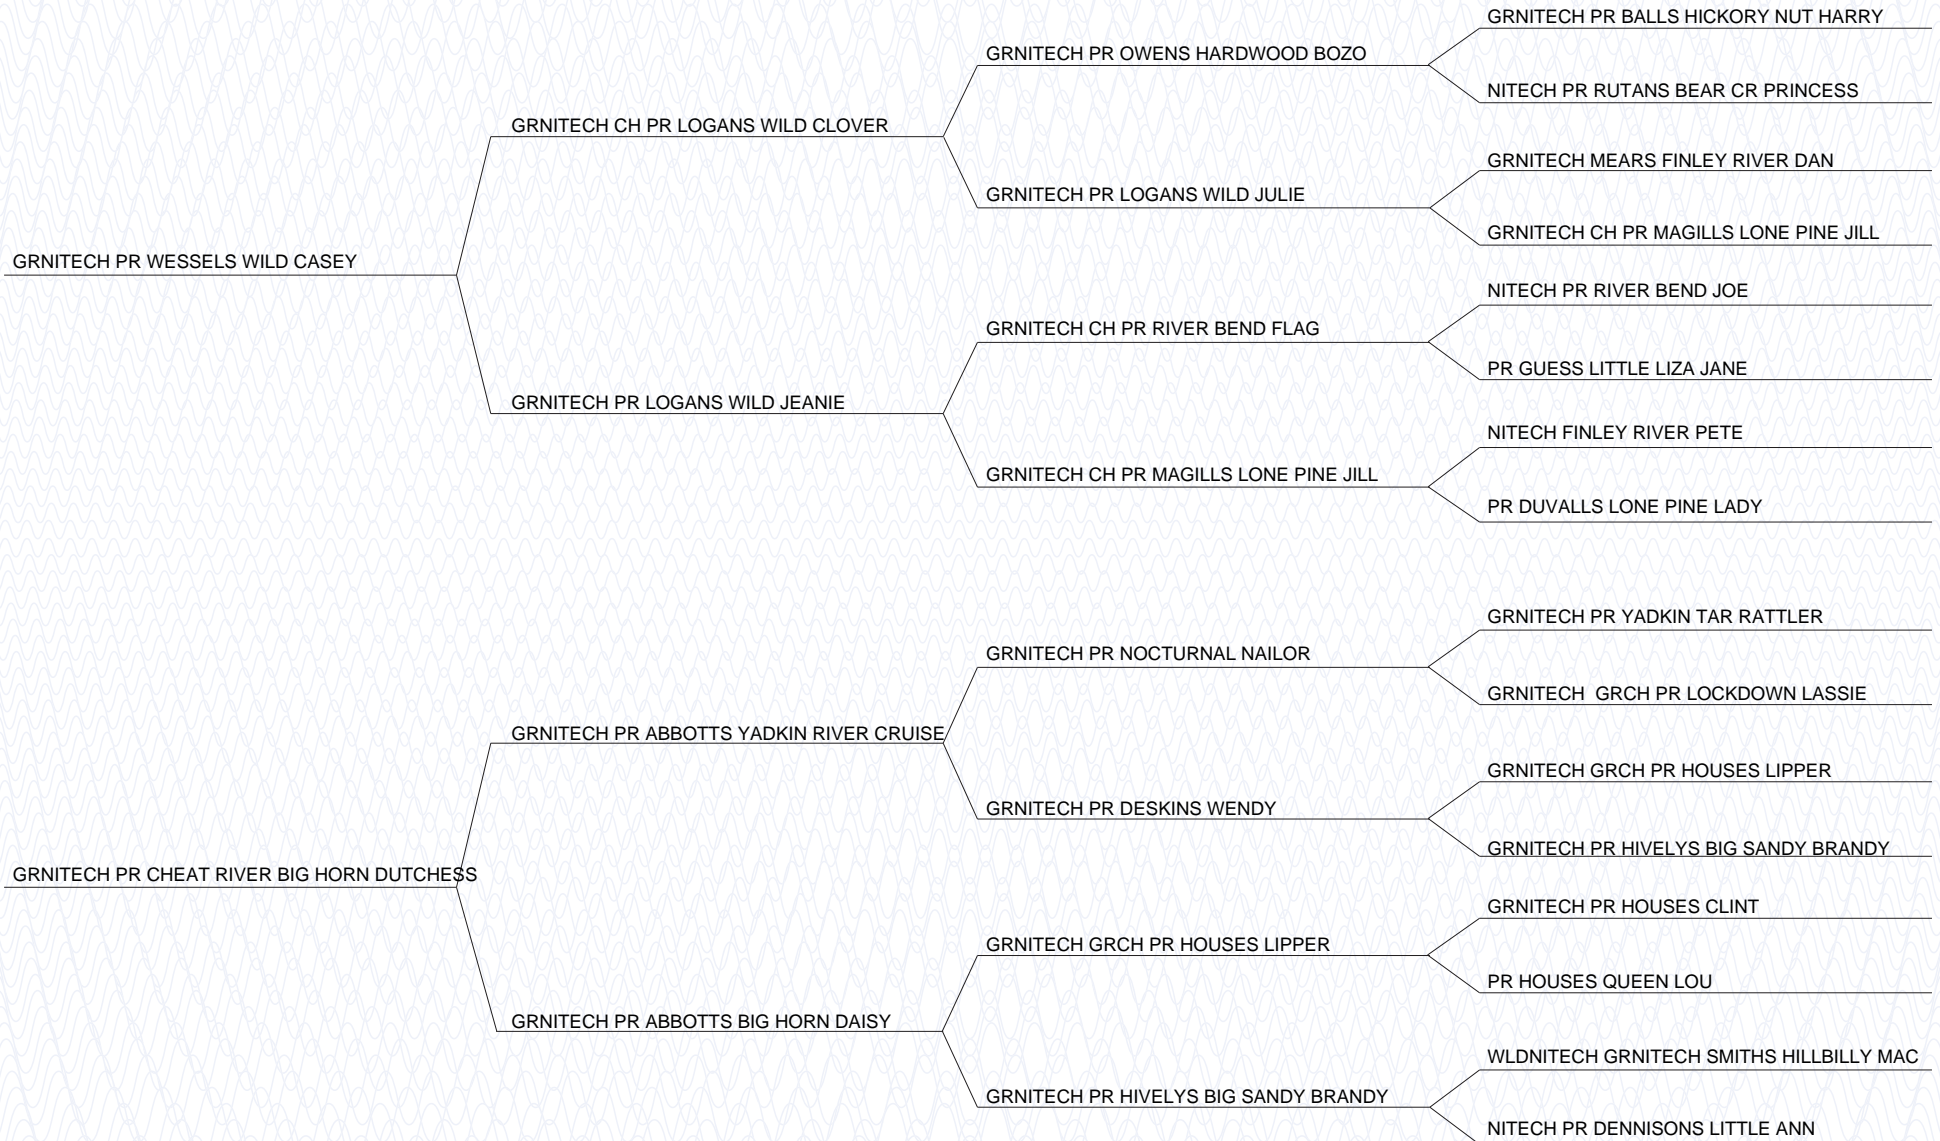 GRNITECH PR BALLS HICKORY NUT HARRY
GRNITECH PR OWENS HARDWOOD BOZO
NITECH PR RUTANS BEAR CR PRINCESS
GRNITECH CH PR LOGANS WILD CLOVER
GRNITECH MEARS FINLEY RIVER DAN
GRNITECH PR LOGANS WILD JULIE
GRNITECH CH PR MAGILLS LONE PINE JILL
GRNITECH PR WESSELS WILD CASEY
NITECH PR RIVER BEND JOE
GRNITECH CH PR RIVER BEND FLAG
PR GUESS LITTLE LIZA JANE
GRNITECH PR LOGANS WILD JEANIE
NITECH FINLEY RIVER PETE
GRNITECH CH PR MAGILLS LONE PINE JILL
PR DUVALLS LONE PINE LADY
GRNITECH PR YADKIN TAR RATTLER
GRNITECH PR NOCTURNAL NAILOR
GRNITECH  GRCH PR LOCKDOWN LASSIE
GRNITECH PR ABBOTTS YADKIN RIVER CRUISE
GRNITECH GRCH PR HOUSES LIPPER
GRNITECH PR DESKINS WENDY
GRNITECH PR HIVELYS BIG SANDY BRANDY
GRNITECH PR CHEAT RIVER BIG HORN DUTCHESS
GRNITECH PR HOUSES CLINT
GRNITECH GRCH PR HOUSES LIPPER
PR HOUSES QUEEN LOU
GRNITECH PR ABBOTTS BIG HORN DAISY
WLDNITECH GRNITECH SMITHS HILLBILLY MAC
GRNITECH PR HIVELYS BIG SANDY BRANDY
NITECH PR DENNISONS LITTLE ANN